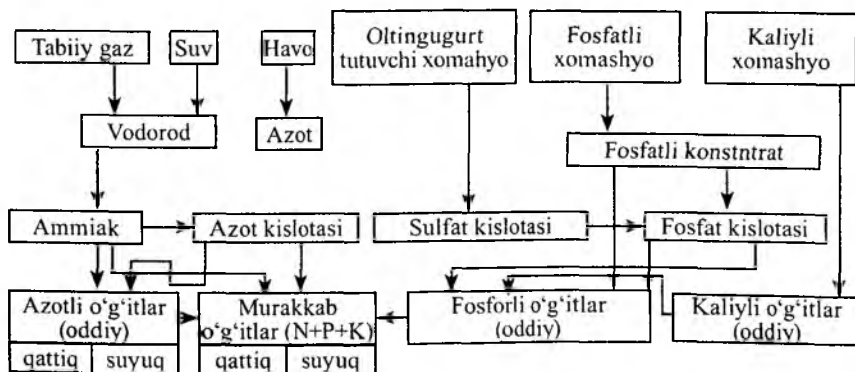 Tabiiy gaz
Suv
Havo
Oltingugurt
tutuvchi xomahyo
Fosfatli
xomashyo
Kaliyli
xomashyo
Vodorod
Azot
Fosfatli konstntrat
Ammiak
Azot kislotasi
Sulfat kislotasi
Fosfat kislotasi
Azotli o‘g‘itlar
(oddiy)
qattiq
suyuq
Murakkab
o‘g‘itlar (N+P+K)
qattiq
suyuq
Fosforli o‘g‘itlar
(oddiy)
Kaliyli o‘g‘itlar
(oddiy)